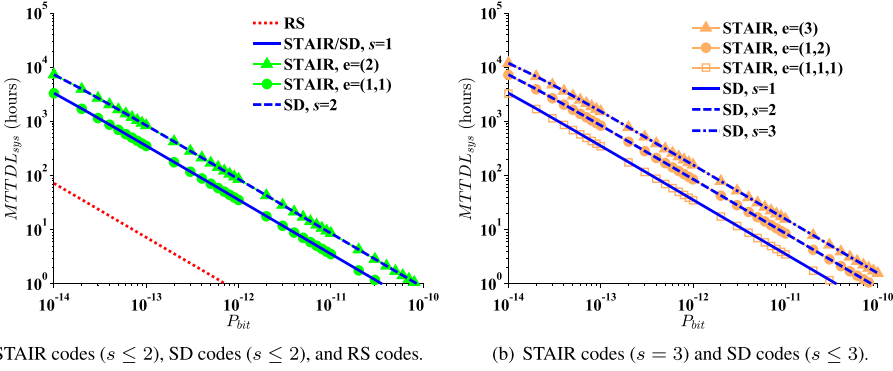 10^5
10^4
10^3
10^2
10^1
10^0
MTTDL_sys (hours)
RS
STAIR/SD, s=1
STAIR, e=(2)
STAIR, e=(1,1)
SD, s=2
10^-14
10^-13
10^-12
10^-11
10^-10
P_bit
STAIR codes (s ≤ 2), SD codes (s ≤ 2), and RS codes.
10^5
10^4
10^3
10^2
10^1
10^0
MTTDL_sys (hours)
STAIR, e=(3)
STAIR, e=(1,2)
STAIR, e=(1,1,1)
SD, s=1
SD, s=2
SD, s=3
10^-14
10^-13
10^-12
10^-11
10^-10
P_bit
(b) STAIR codes (s = 3) and SD codes (s ≤ 3).